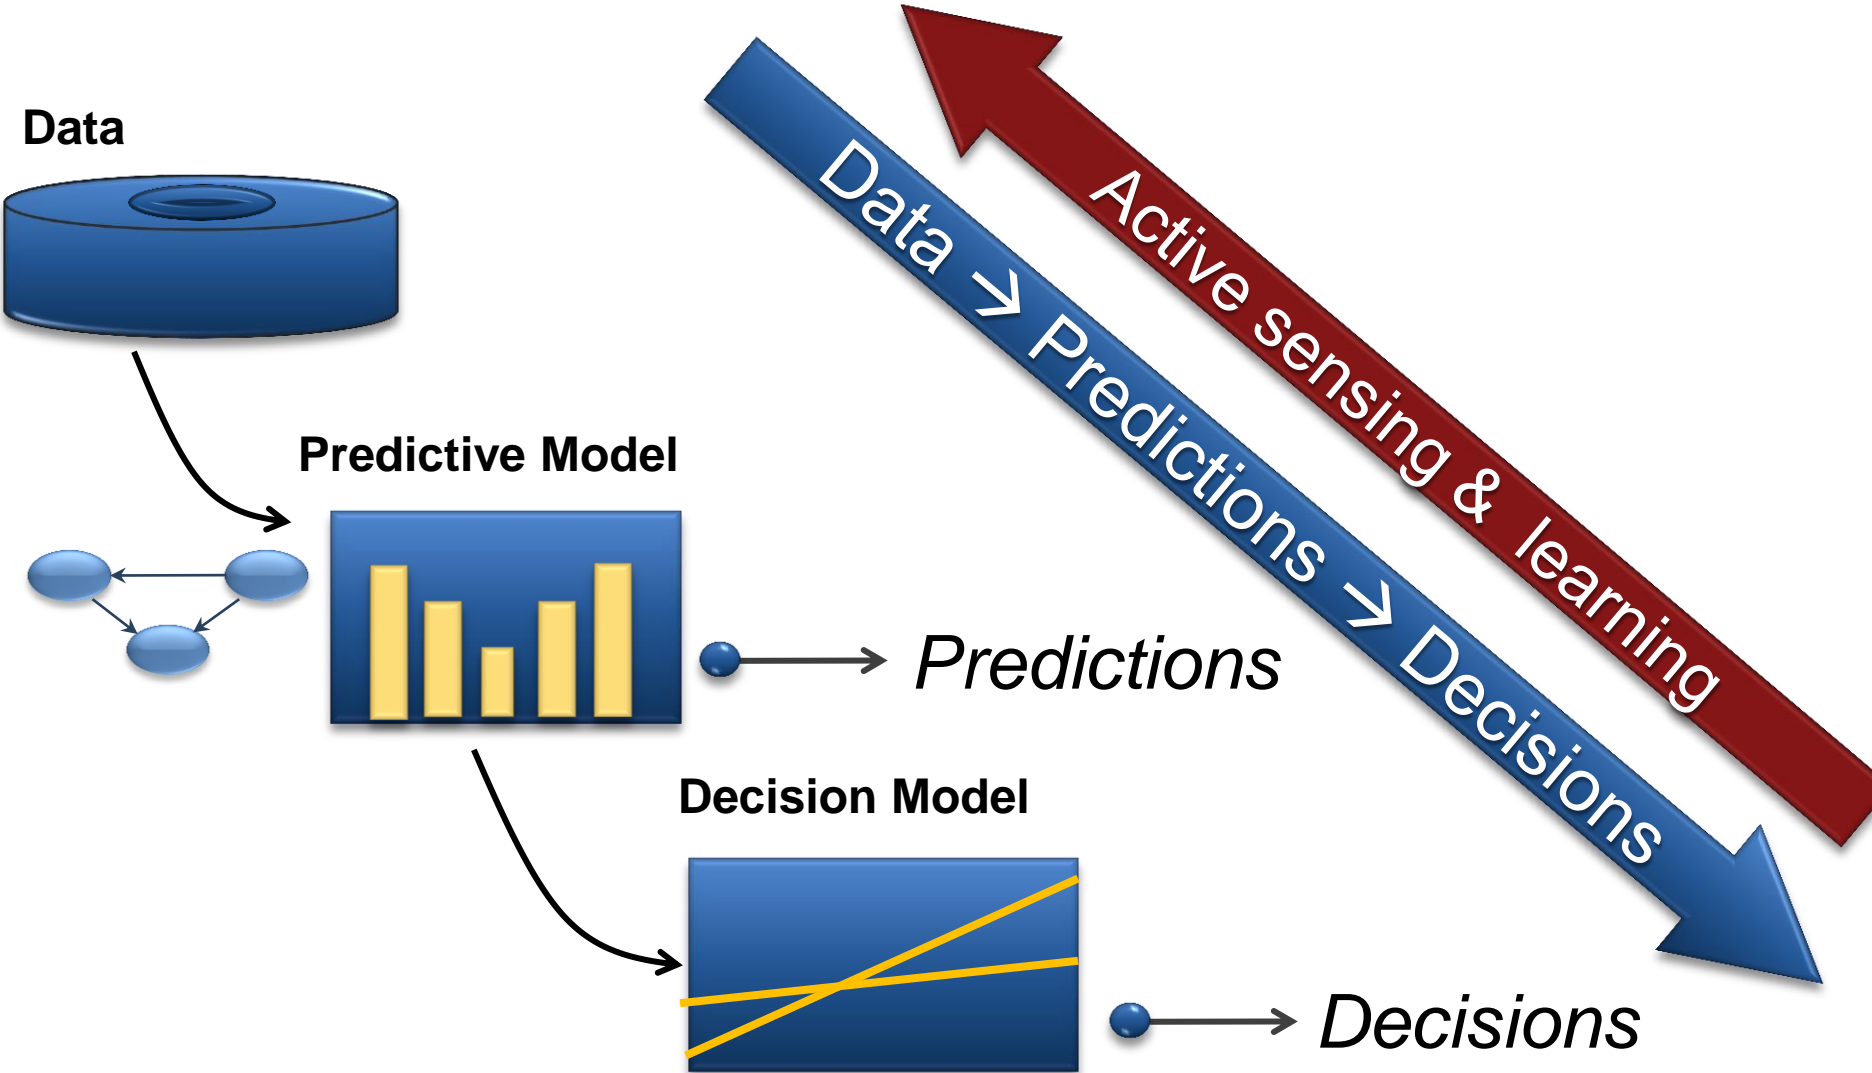 Data
Predictive Model
Predictions
Decision Model
Decisions
Data → Predictions → Decisions
Active sensing & learning